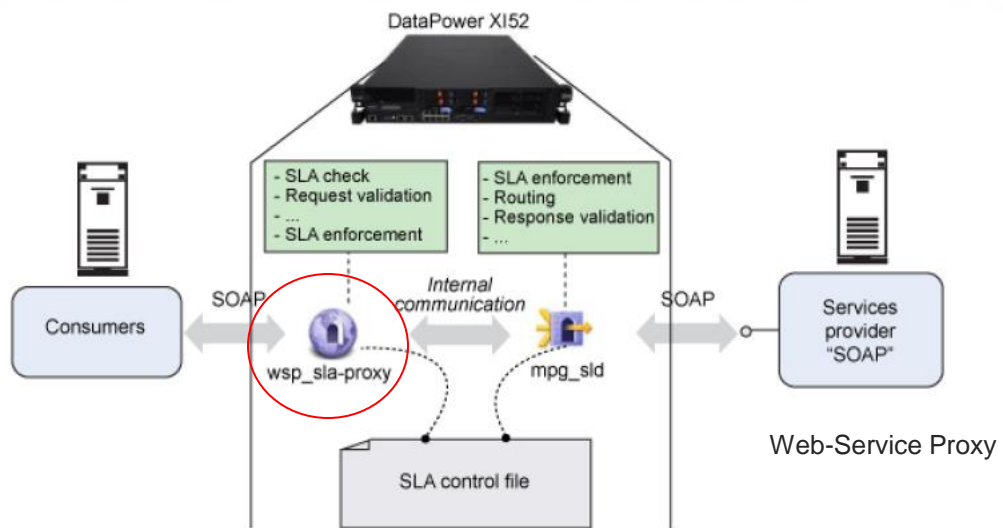 DataPower XI52
- SLA check
- Request validation
- ...
- SLA enforcement
- SLA enforcement
- Routing
- Response validation
- ...
Consumers
SOAP
Internal
communication
SOAP
Services
provider
“SOAP”
wsp_sla-proxy
mpg_sld
SLA control file
Web-Service Proxy